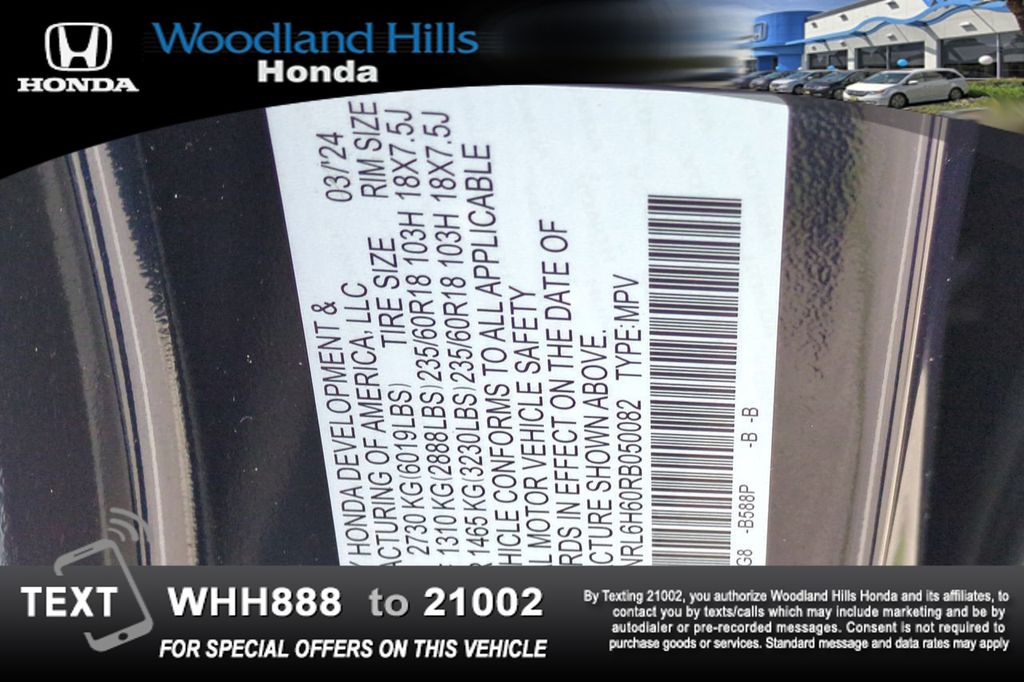 HONDA
Woodland Hills
Honda
HONDA DEVELOPMENT &
ACTURING OF AMERICA, LLC 03/'24
2730 KG(6019LBS) TIRE SIZE RIM SIZE
1310 KG(2888LBS) 235/60R18 103H 18X7.5J
1465 KG(3230LBS) 235/60R18 103H 18X7.5J
HICLE CONFORMS TO ALL APPLICABLE
L MOTOR VEHICLE SAFETY
RDS IN EFFECT ON THE DATE OF
CTURE SHOWN ABOVE.
NRL6H60RB050082 TYPE:MPV
G8 -B588P -B -B
TEXT WHH888 to 21002
FOR SPECIAL OFFERS ON THIS VEHICLE
By Texting 21002, you authorize Woodland Hills Honda and its affiliates, to
contact you by texts/calls which may include marketing and be by
autodialer or pre-recorded messages. Consent is not required to
purchase goods or services. Standard message and data rates may apply